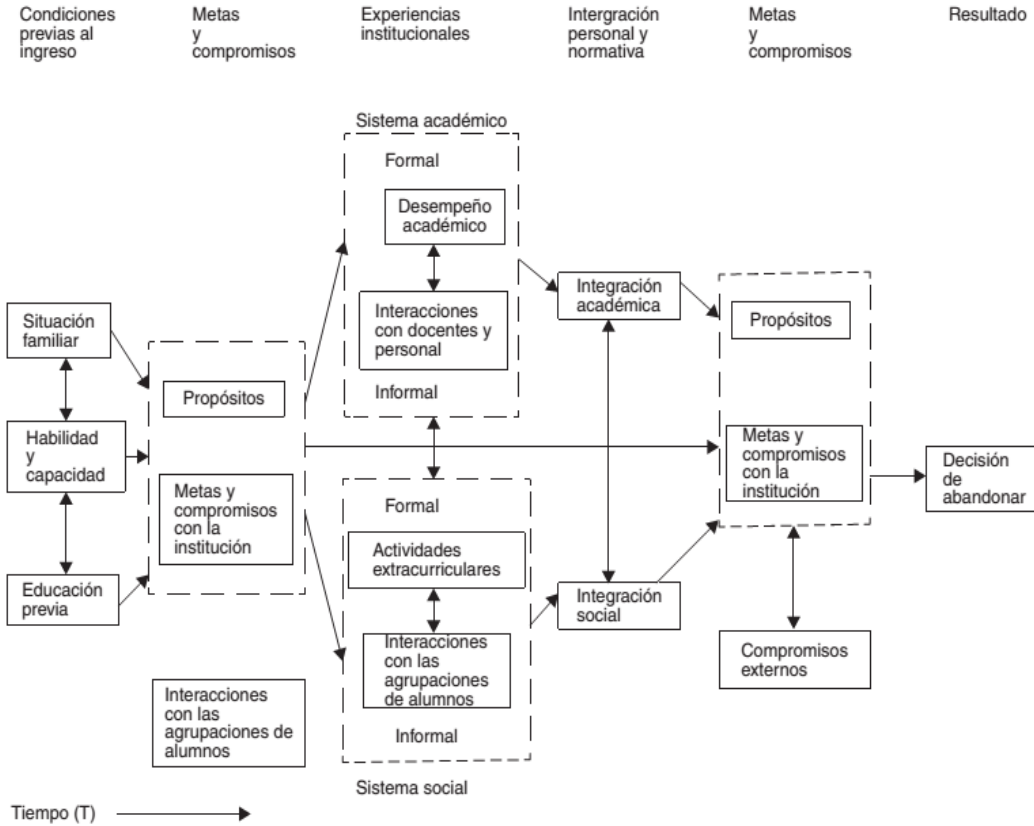 Condiciones
previas al
ingreso
Metas
y
compromisos
Experiencias
institucionales
Intergración
personal y
normativa
Metas
y
compromisos
Resultado
Situación
familiar
Habilidad
y
capacidad
Educación
previa
Propósitos
Metas y
compromisos
con la
institución
Interacciones
con las
agrupaciones de
alumnos
Sistema académico
Formal
Desempeño
académico
Interacciones
con docentes y
personal
Informal
Formal
Actividades
extracurriculares
Interacciones
con las
agrupaciones
de alumnos
Informal
Sistema social
Integración
académica
Integración
social
Propósitos
Metas y
compromisos
con la
institución
Compromisos
externos
Decisión
de
abandonar
Tiempo (T)